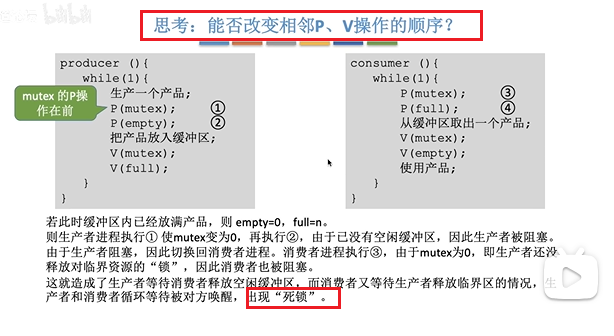 思考：能否改变相邻P、V操作的顺序？
producer (){
while(1){
生产一个产品;
P(mutex); ①
P(empty); ②
把产品放入缓冲区;
V(mutex);
V(full);
}
}
mutex 的P操
作在前
consumer (){
while(1){
P(mutex); ③
P(full); ④
从缓冲区取出一个产品;
V(mutex);
V(empty);
使用产品;
}
}
若此时缓冲区内已经放满产品，则 empty=0，full=n。
则生产者进程执行① 使mutex变为0，再执行②，由于已没有空闲缓冲区，因此生产者被阻塞。
由于生产者阻塞，因此切换回消费者进程。消费者进程执行③，由于mutex为0，即生产者还没
释放对临界资源的“锁”，因此消费者也被阻塞。
这就造成了生产者等待消费者释放空闲缓冲区，而消费者又等待生产者释放临界区的情况，生
产者和消费者循环等待被对方唤醒，出现“死锁”。